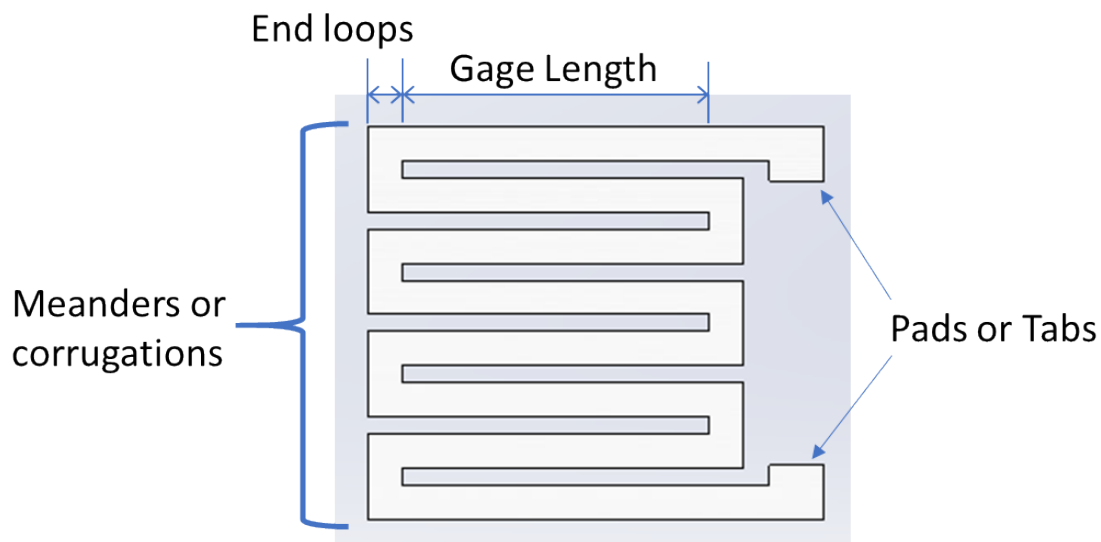 End loops
Gage Length
Meanders or
corrugations
Pads or Tabs